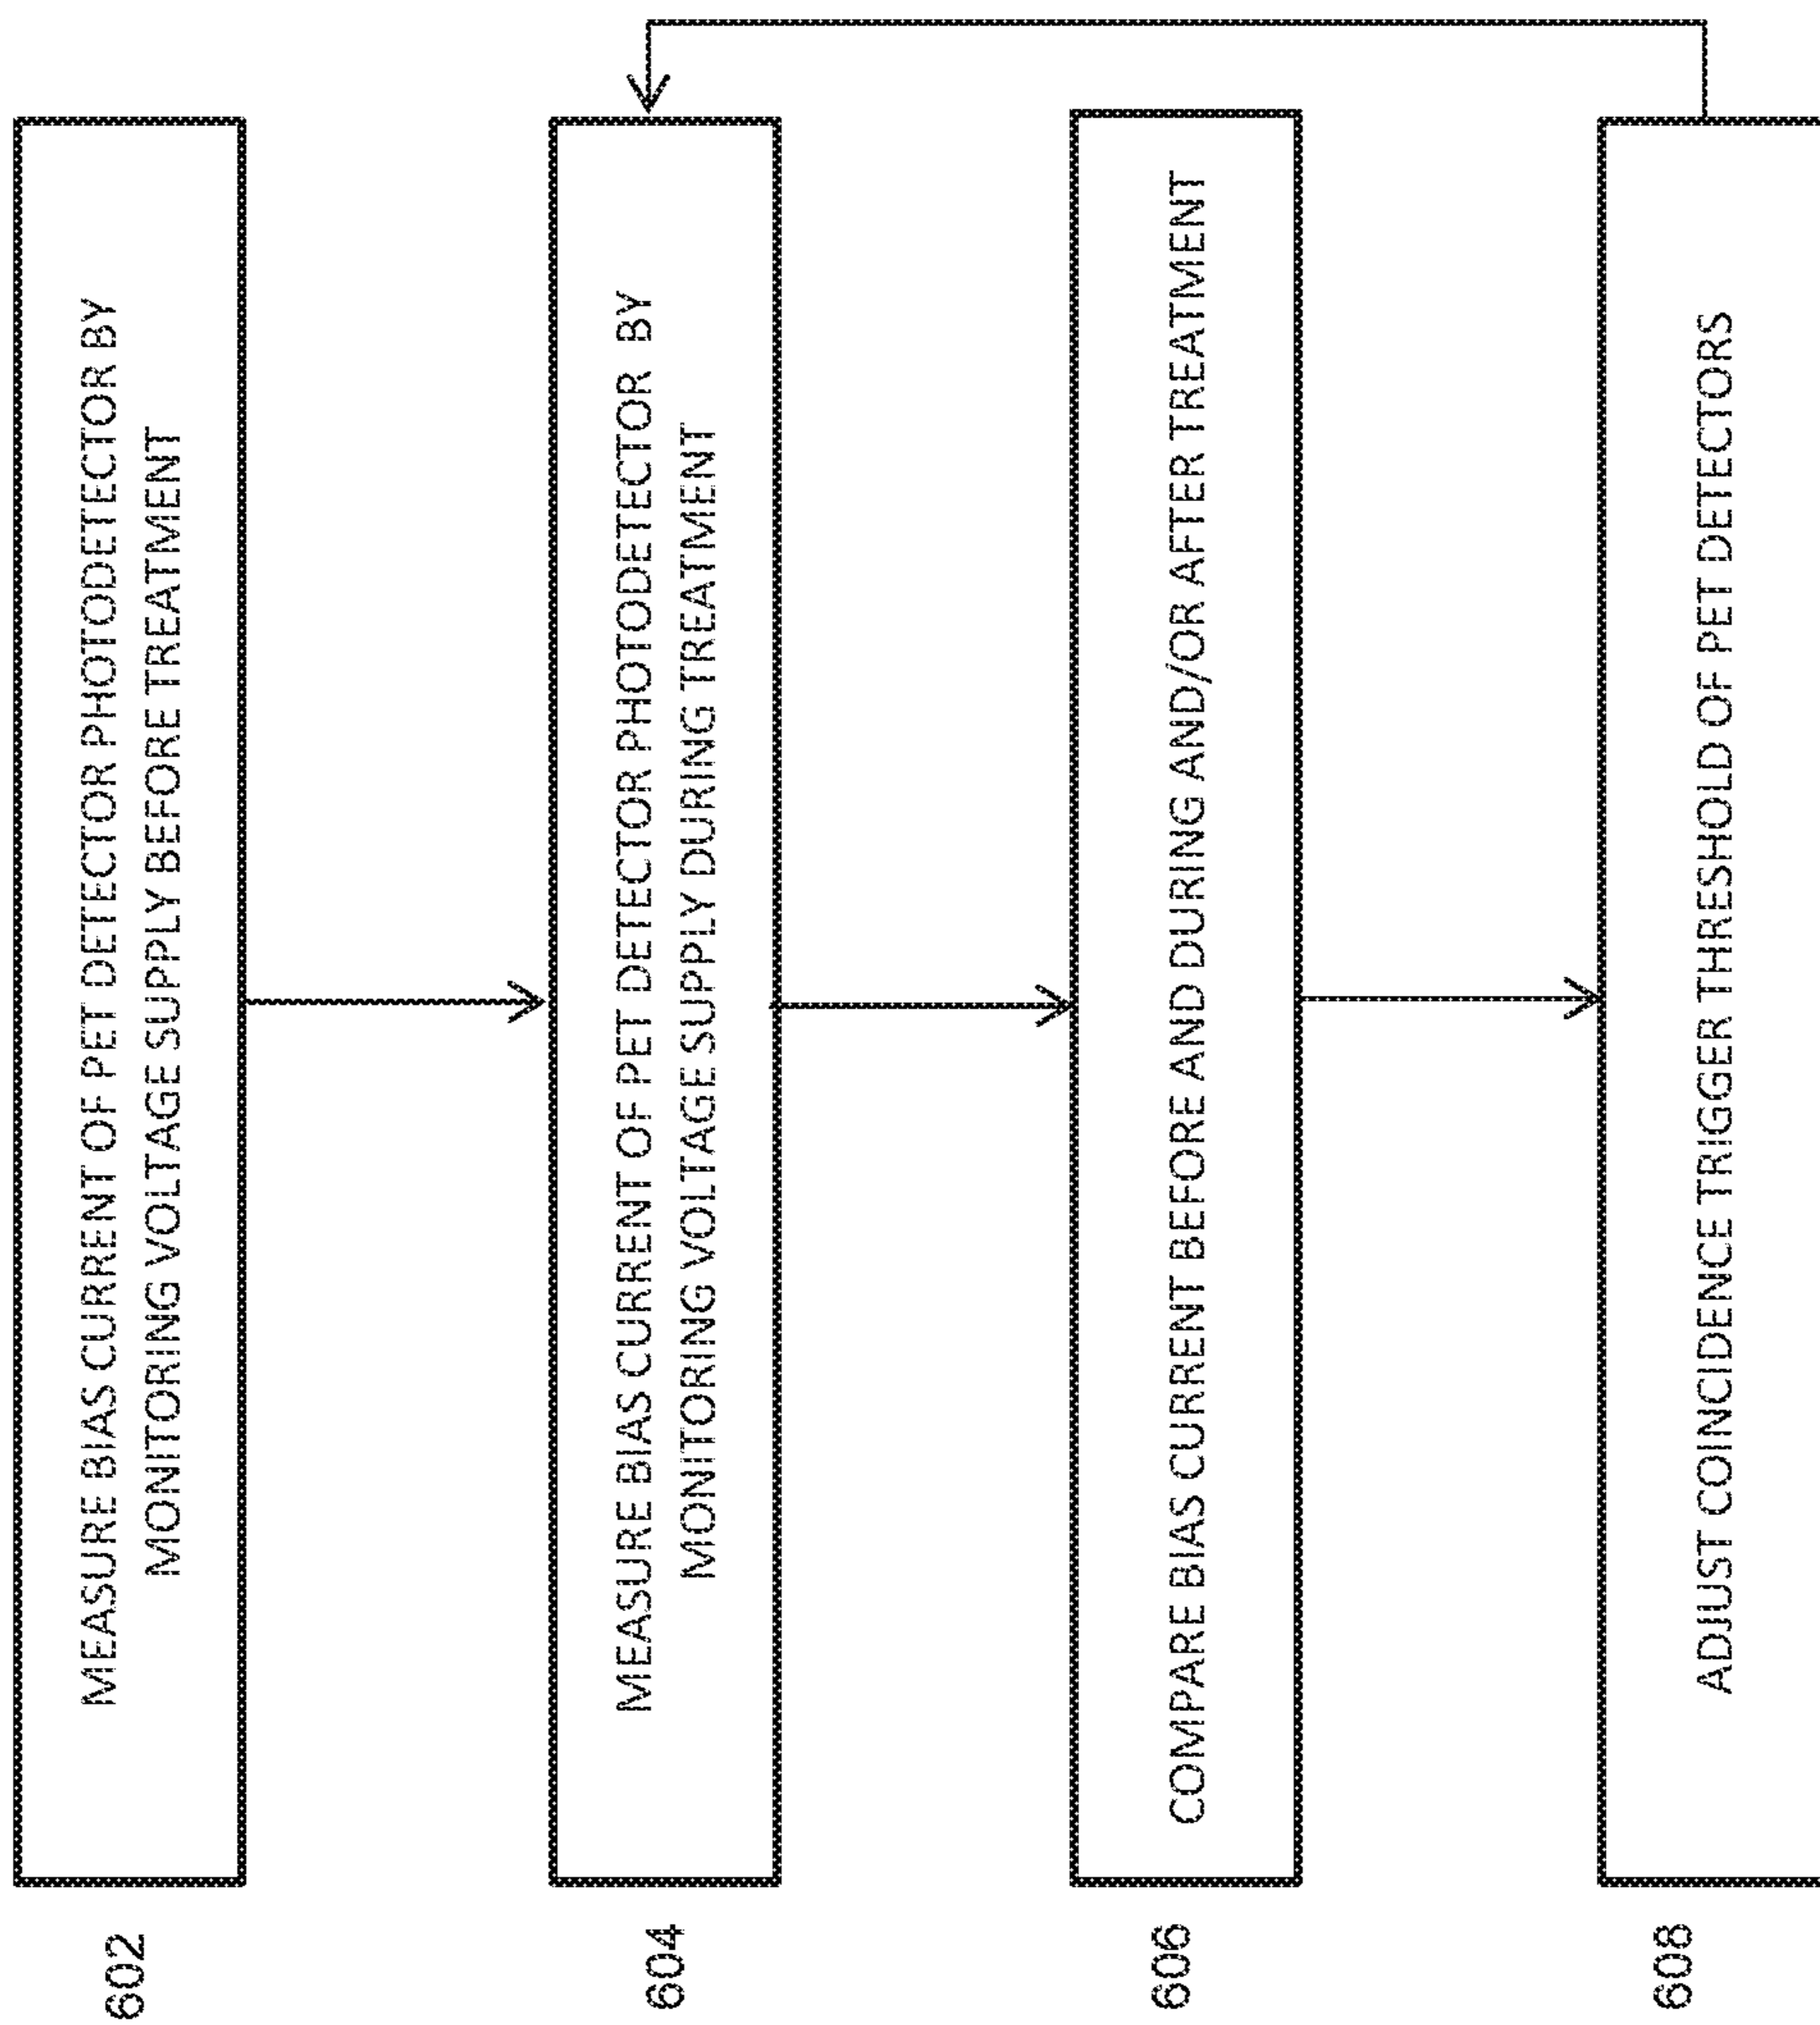 602
MEASURE BIAS CURRENT OF PET DETECTOR PHOTODETECTOR BY
MONITORING VOLTAGE SUPPLY BEFORE TREATMENT
604
MEASURE BIAS CURRENT OF PET DETECTOR PHOTODETECTOR BY
MONITORING VOLTAGE SUPPLY DURING TREATMENT
606
COMPARE BIAS CURRENT BEFORE AND DURING AND/OR AFTER TREATMENT
608
ADJUST COINCIDENCE TRIGGER THRESHOLD OF PET DETECTORS